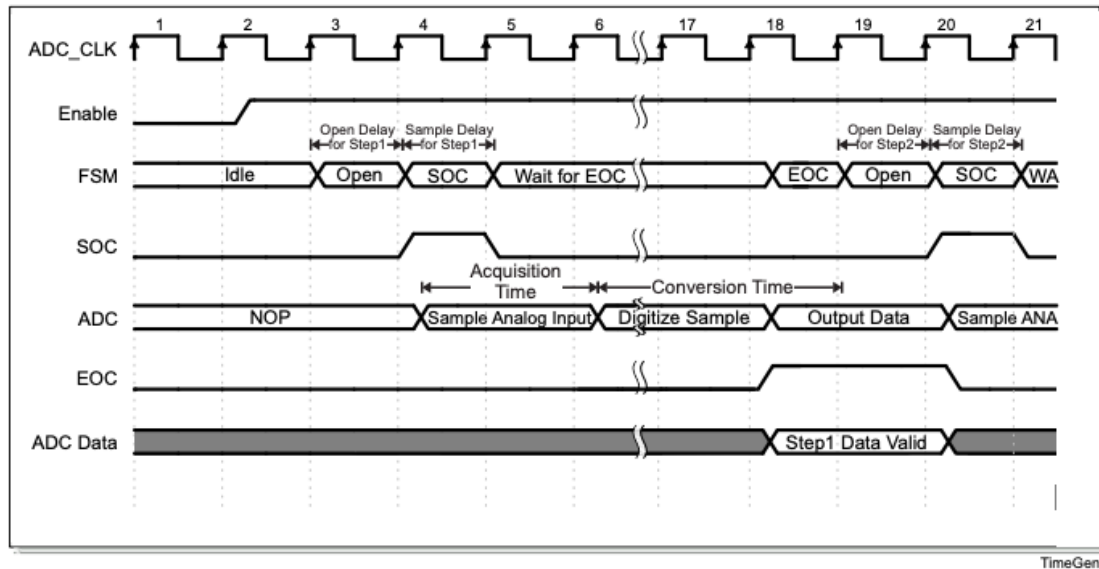 1 2 3 4 5 6 17 18 19 20 21
ADC_CLK
Enable
Open Delay Sample Delay Open Delay Sample Delay
for Step1 for Step1 for Step2 for Step2
FSM Idle Open SOC Wait for EOC EOC Open SOC WA
SOC
Acquisition
Time Conversion Time
ADC NOP Sample Analog Input Digitize Sample Output Data Sample ANA
EOC
ADC Data Step1 Data Valid
TimeGen